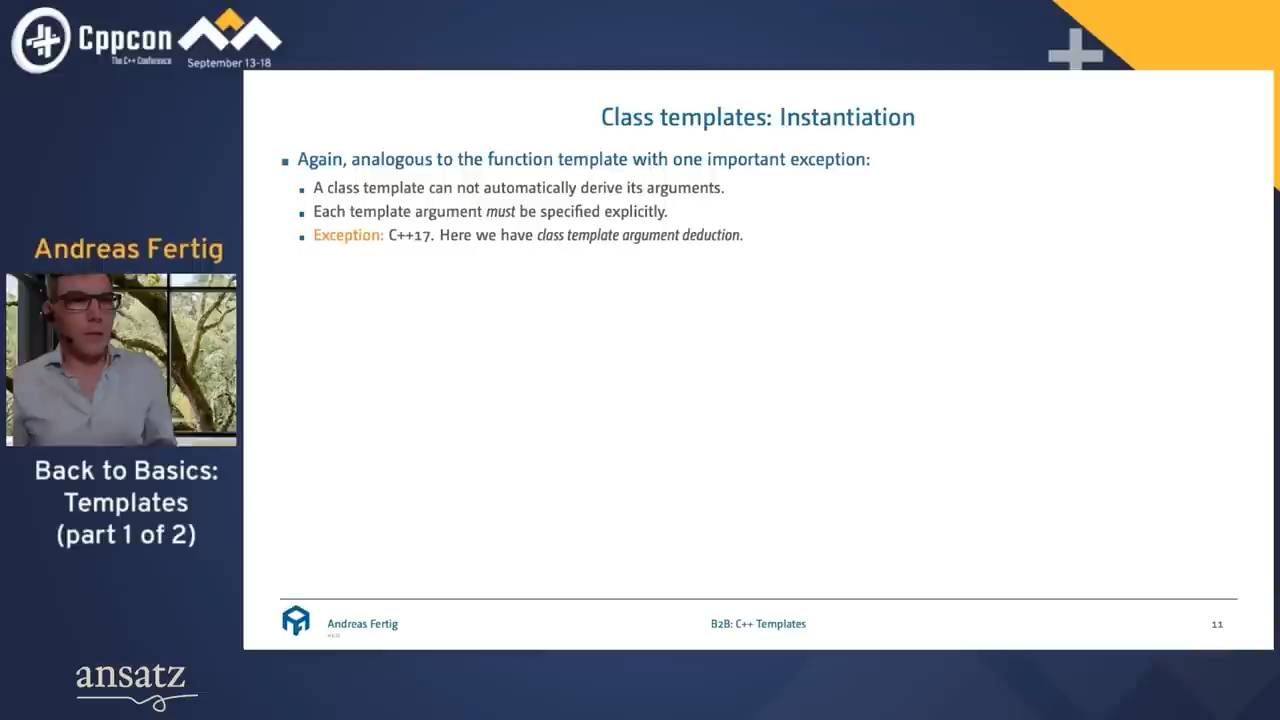 Cppcon
The C++ Conference
September 13-18
Class templates: Instantiation
Again, analogous to the function template with one important exception:
A class template can not automatically derive its arguments.
Each template argument must be specified explicitly.
Exception: C++17. Here we have class template argument deduction.
Andreas Fertig
Back to Basics:
Templates
(part 1 of 2)
Andreas Fertig
B2B: C++ Templates
11
ansatz